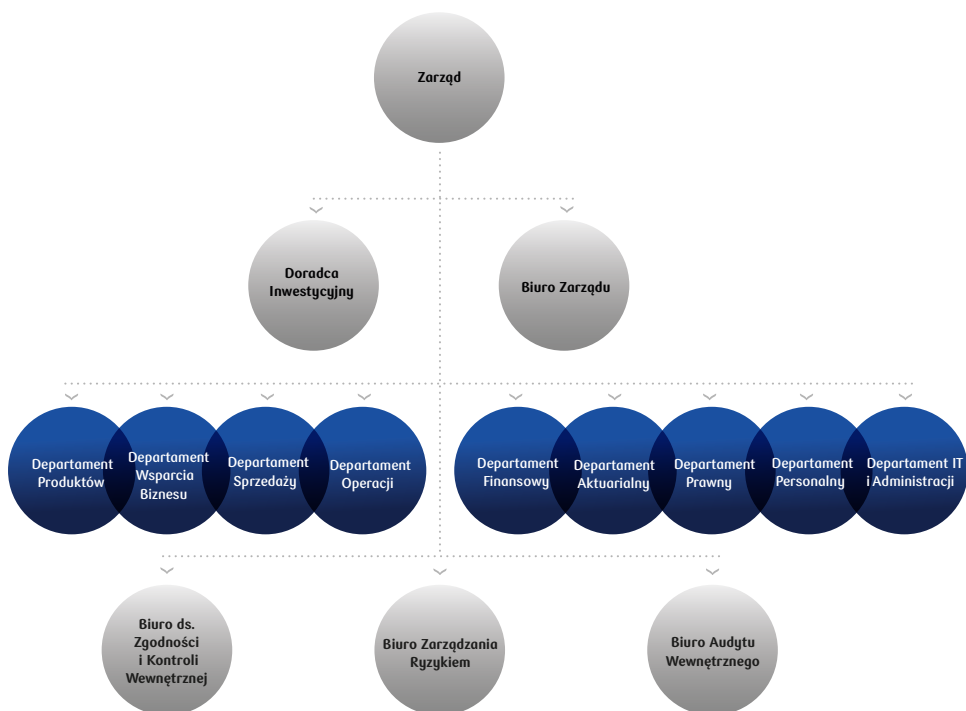 Zarząd
Doradca
Inwestycyjny
Biuro Zarządu
Departament
Produktów
Departament
Wsparcia
Biznesu
Departament
Sprzedaży
Departament
Operacji
Departament
Finansowy
Departament
Aktuarialny
Departament
Prawny
Departament
Personalny
Departament IT
i Administracji
Biuro ds.
Zgodności
i Kontroli
Wewnętrznej
Biuro Zarządzania
Ryzykiem
Biuro Audytu
Wewnętrznego